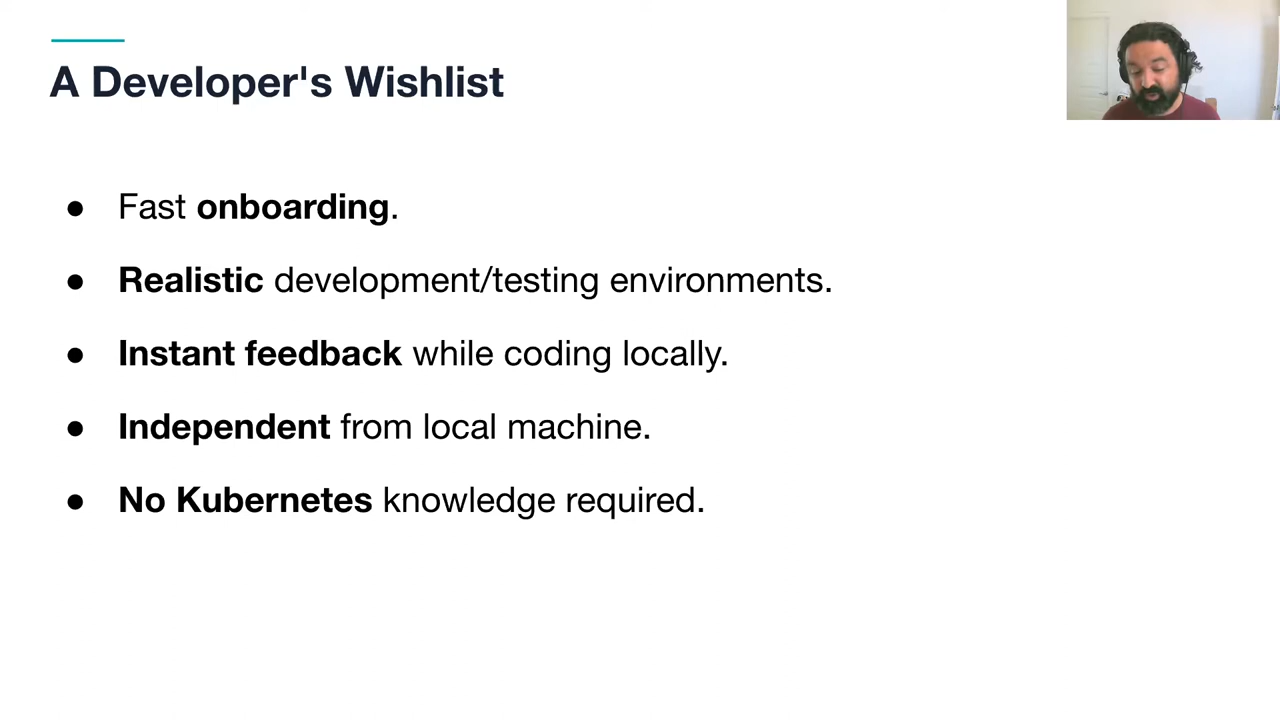 A Developer's Wishlist
● Fast onboarding.
● Realistic development/testing environments.
● Instant feedback while coding locally.
● Independent from local machine.
● No Kubernetes knowledge required.